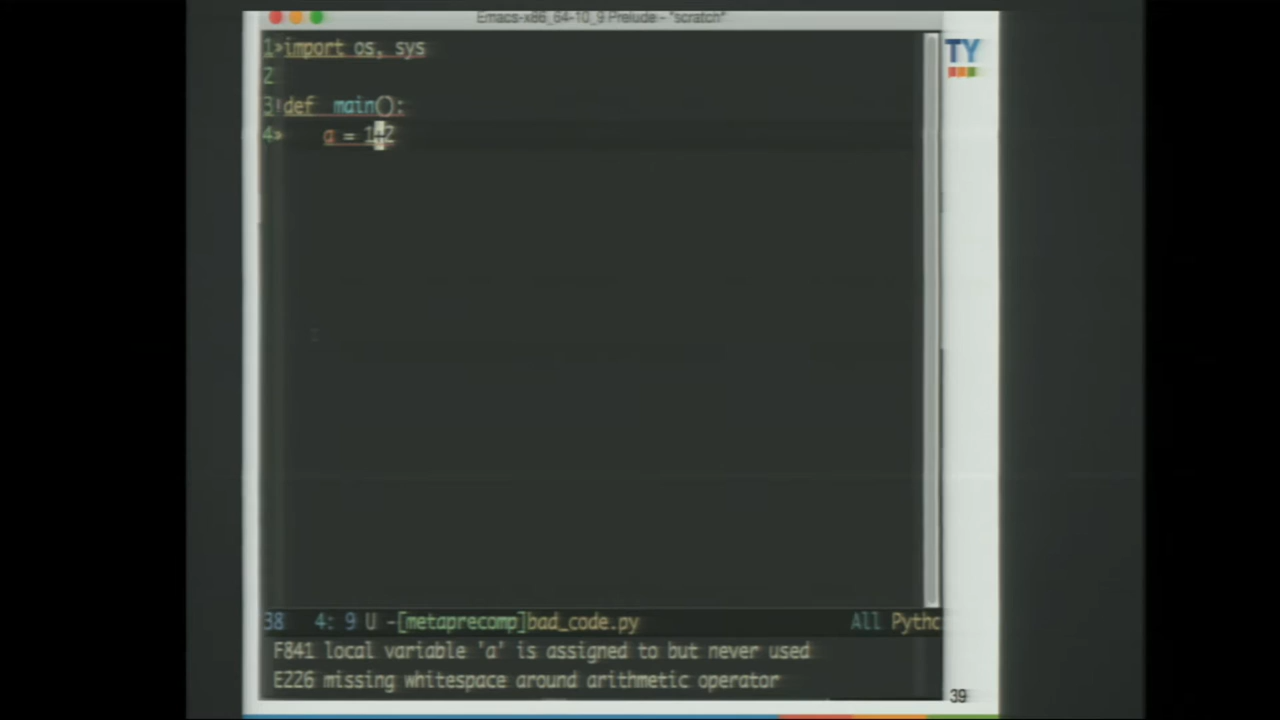 Emacs-x86_64-10_9 Prelude - "scratch"
TY
1 import os, sys
2
3 def  main():
4 a = 1 2
38 4: 9 U -[metaprecomp]bad_code.py All Pythc
F841 local variable 'a' is assigned to but never used
E226 missing whitespace around arithmetic operator
39